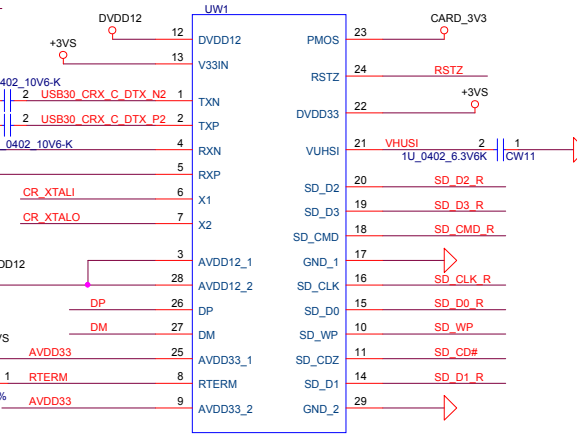 UW1
DVDD12
12
DVDD12
PMOS
23
CARD_3V3
+3VS
13
V33IN
RSTZ
24
RSTZ
+3VS
0402_10V6-K
2
USB30_CRX_C_DTX_N2
1
TXN
DVDD33
22
2
USB30_CRX_C_DTX_P2
2
TXP
_0402_10V6-K
4
RXN
VUHSI
21
VHUSI
2
1
1U_0402_6.3V6K
CW11
5
RXP
SD_D2
20
SD_D2_R
CR_XTALI
6
X1
SD_D3
19
SD_D3_R
CR_XTALO
7
X2
SD_CMD
18
SD_CMD_R
DD12
3
AVDD12_1
GND_1
17
28
AVDD12_2
SD_CLK
16
SD_CLK_R
DP
26
DP
SD_D0
15
SD_D0_R
DM
27
DM
SD_WP
10
SD_WP
VS
AVDD33
25
AVDD33_1
SD_CDZ
11
SD_CD#
1
RTERM
8
RTERM
SD_D1
14
SD_D1_R
%
AVDD33
9
AVDD33_2
GND_2
29